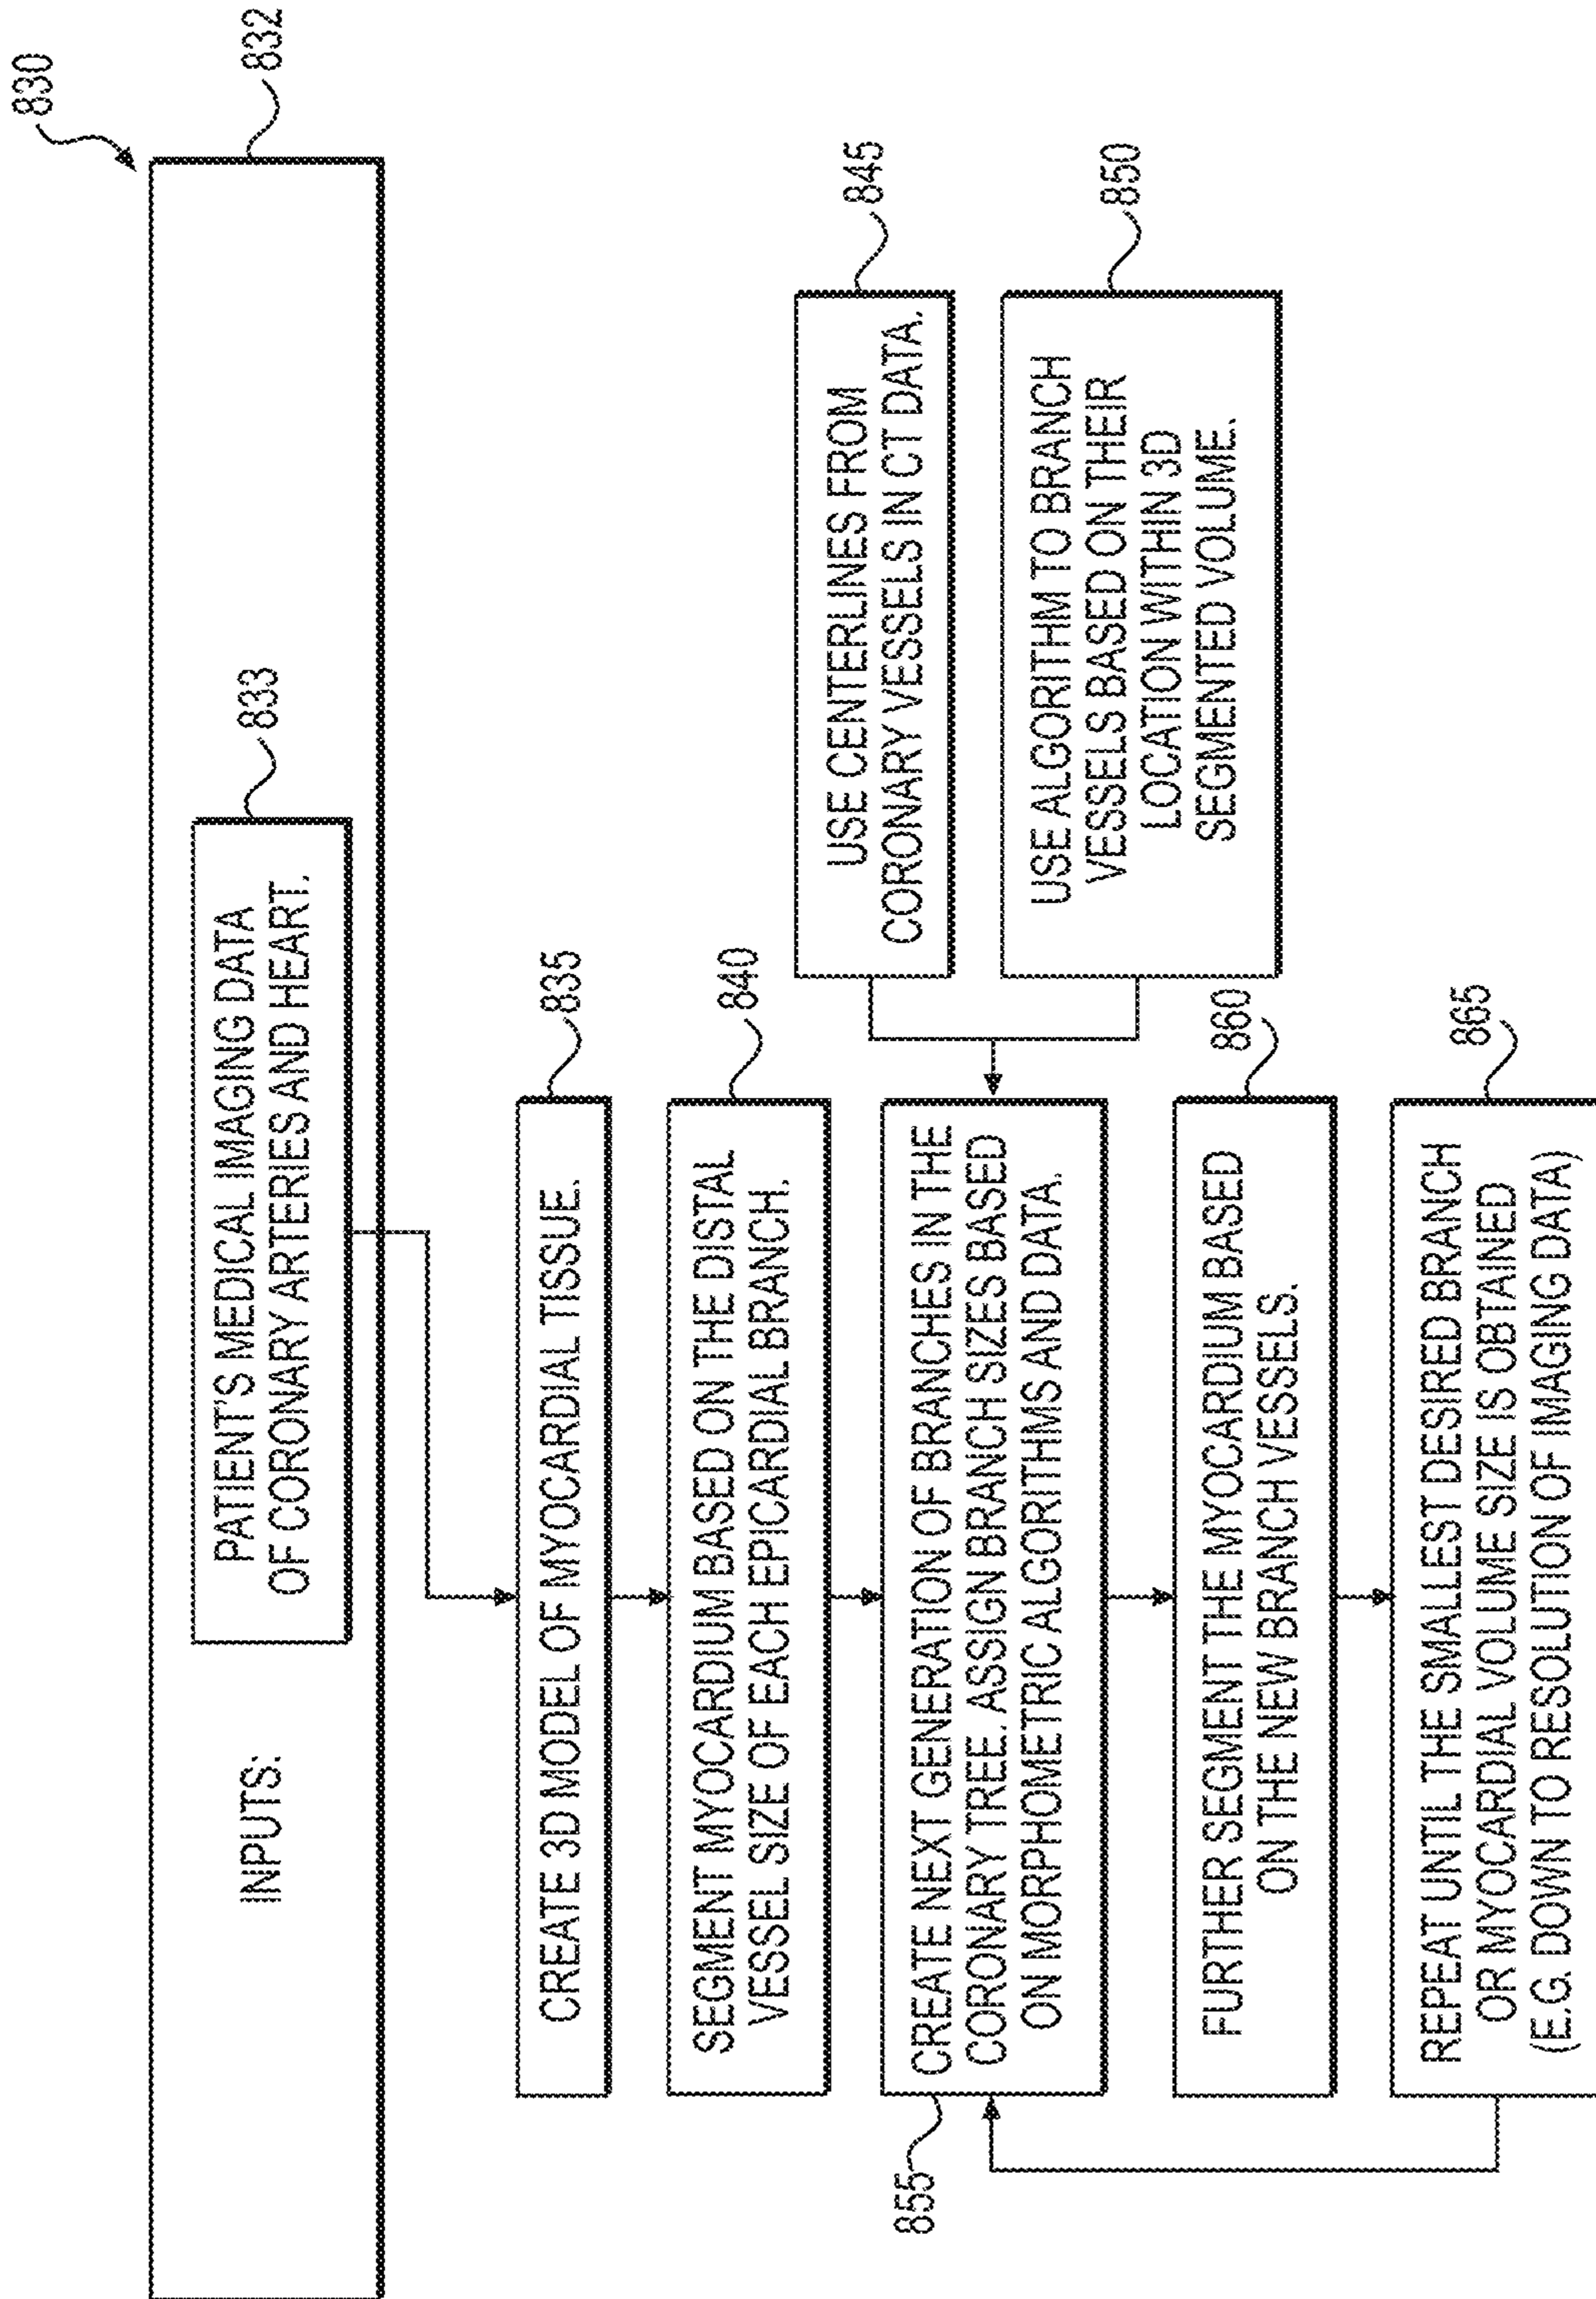 830
832
INPUTS:
PATIENT'S MEDICAL IMAGING DATA
OF CORONARY ARTERIES AND HEART.
833
CREATE 3D MODEL OF MYOCARDIAL TISSUE.
835
SEGMENT MYOCARDIUM BASED ON THE DISTAL
VESSEL SIZE OF EACH EPICARDIAL BRANCH.
840
USE CENTERLINES FROM
CORONARY VESSELS IN CT DATA.
845
USE ALGORITHM TO BRANCH
VESSELS BASED ON THEIR
LOCATION WITHIN 3D
SEGMENTED VOLUME.
850
855
CREATE NEXT GENERATION OF BRANCHES IN THE
CORONARY TREE. ASSIGN BRANCH SIZES BASED
ON MORPHOMETRIC ALGORITHMS AND DATA.
FURTHER SEGMENT THE MYOCARDIUM BASED
ON THE NEW BRANCH VESSELS.
860
REPEAT UNTIL THE SMALLEST DESIRED BRANCH
OR MYOCARDIAL VOLUME SIZE IS OBTAINED
(E.G. DOWN TO RESOLUTION OF IMAGING DATA)
865